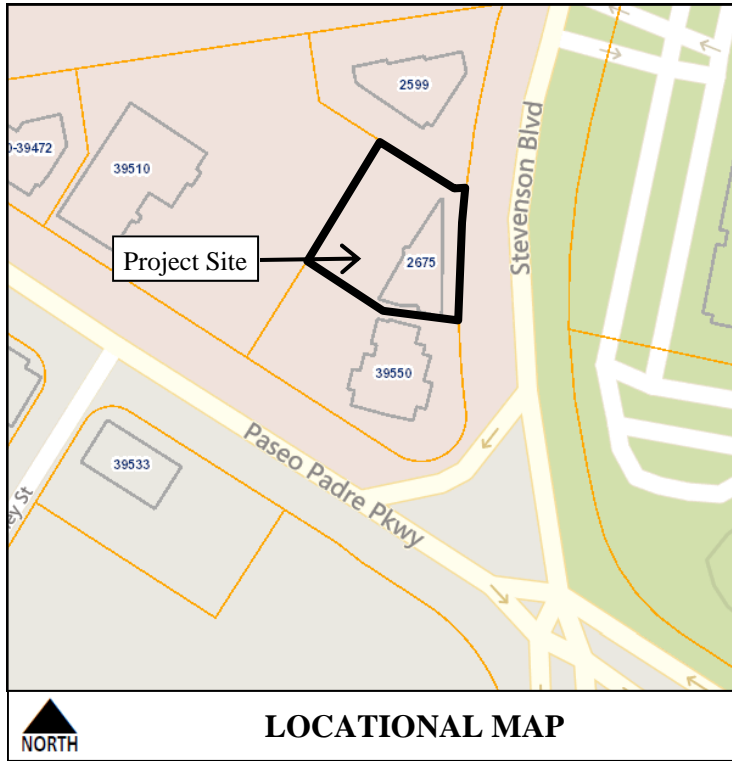 2599
Stevenson Blvd
0-39472
39510
Project Site
2675
39550
Paseo Padre Pkwy
39533
ey St
NORTH
LOCATIONAL MAP